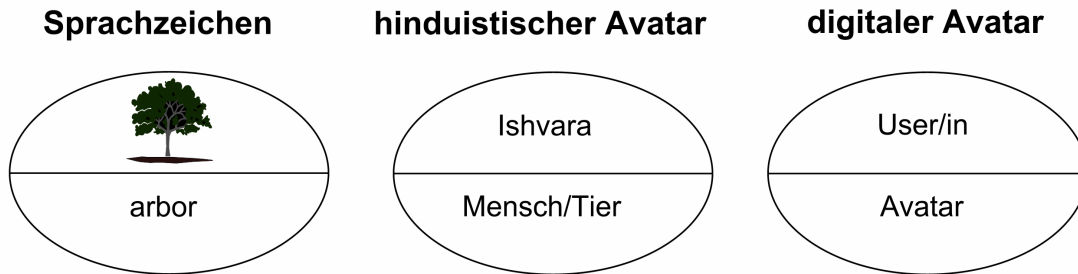 Sprachzeichen
hinduistischer Avatar
digitaler Avatar
Ishvara
User/in
arbor
Mensch/Tier
Avatar